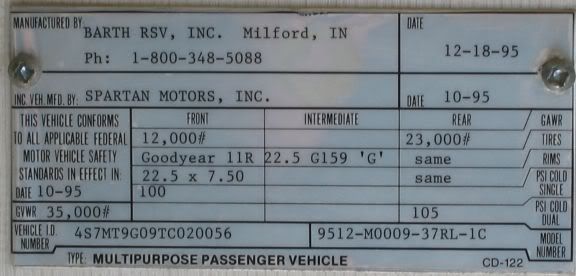 MANUFACTURED BY: BARTH RSV, INC. Milford, IN DATE
Ph: 1-800-348-5088 12-18-95
INC. VEH. MFD. BY: SPARTAN MOTORS, INC. DATE 10-95
THIS VEHICLE CONFORMS FRONT INTERMEDIATE REAR GAWR
TO ALL APPLICABLE FEDERAL 12,000# 23,000# TIRES
MOTOR VEHICLE SAFETY Goodyear 11R 22.5 G159 'G' same RIMS
STANDARDS IN EFFECT IN: 22.5 x 7.50 same PSI COLD SINGLE
DATE 10-95 100
GVWR 35,000# 105 PSI COLD DUAL
VEHICLE I.D. NUMBER 4S7MT9G09TC020056 9512-M0009-37RL-1C MODEL NUMBER
TYPE: MULTIPURPOSE PASSENGER VEHICLE CD-122